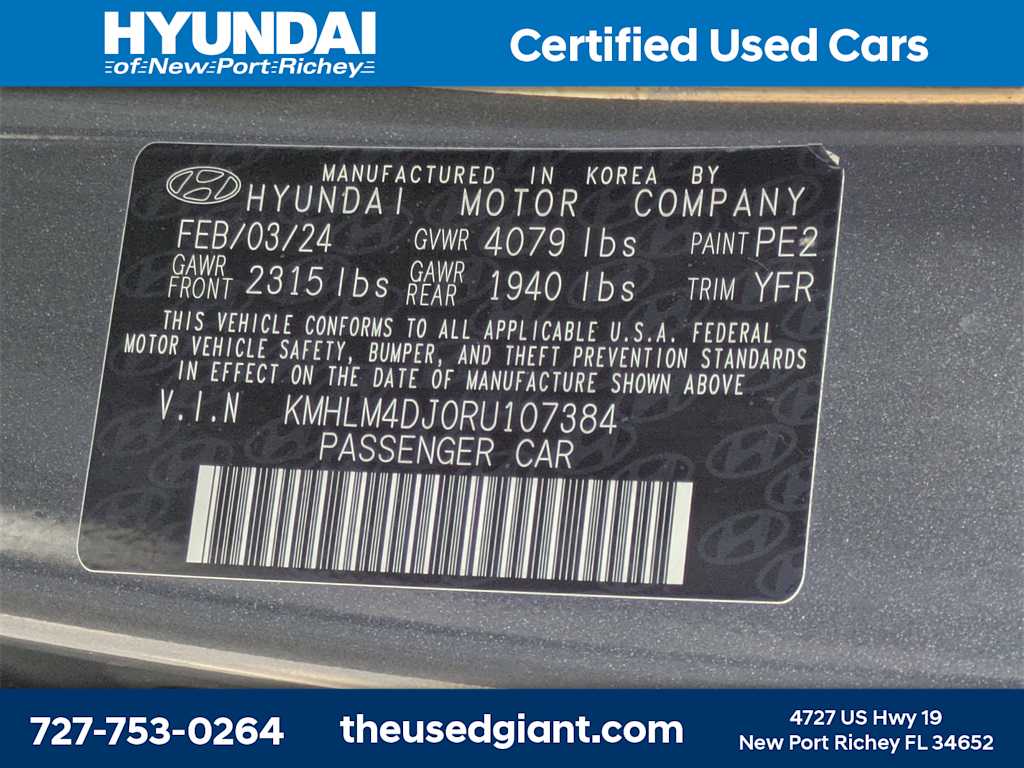 HYUNDAI
of New Port Richey
Certified Used Cars
MANUFACTURED IN KOREA BY
HYUNDAI MOTOR COMPANY
FEB/03/24 GVWR 4079 lbs PAINT PE2
GAWR FRONT 2315 lbs GAWR REAR 1940 lbs TRIM YFR
THIS VEHICLE CONFORMS TO ALL APPLICABLE U.S.A. FEDERAL
MOTOR VEHICLE SAFETY, BUMPER, AND THEFT PREVENTION STANDARDS
IN EFFECT ON THE DATE OF MANUFACTURE SHOWN ABOVE
V.I.N KMHLM4DJ0RU107384
PASSENGER CAR
727-753-0264
theusedgiant.com
4727 US Hwy 19
New Port Richey FL 34652